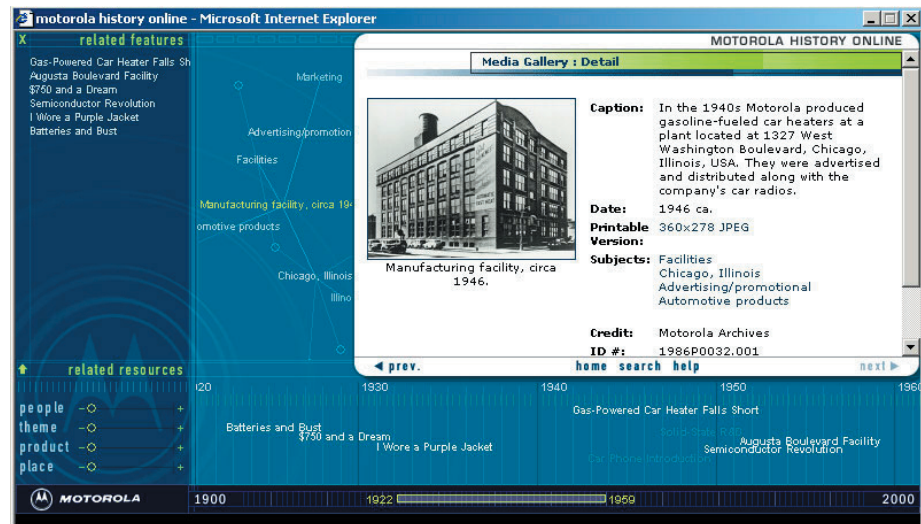 motorola history online - Microsoft Internet Explorer
X related features
Gas-Powered Car Heater Falls Sh
Augusta Boulevard Facility
$750 and a Dream
Semiconductor Revolution
I Wore a Purple Jacket
Batteries and Bust
Marketing
Advertising/promotion
Facilities
Manufacturing facility, circa 19
omotive products
Chicago, Illinois
Illino
MOTOROLA HISTORY ONLINE
Media Gallery : Detail
Manufacturing facility, circa
1946.
Caption: In the 1940s Motorola produced
gasoline-fueled car heaters at a
plant located at 1327 West
Washington Boulevard, Chicago,
Illinois, USA. They were advertised
and distributed along with the
company's car radios.
Date: 1946 ca.
Printable 360x278 JPEG
Version:
Subjects: Facilities
Chicago, Illinois
Advertising/promotional
Automotive products
Credit: Motorola Archives
ID #: 1986P0032.001
prev. home search help next
related resources
people - +
theme - +
product - +
place - +
1930 1940 1950
Gas-Powered Car Heater Falls Short
Batteries and Bust
$750 and a Dream
I Wore a Purple Jacket
Solid-State R&D
Augusta Boulevard Facility
Semiconductor Revolution
Car Phone Introduction
MOTOROLA 1900 1922 1959 2000